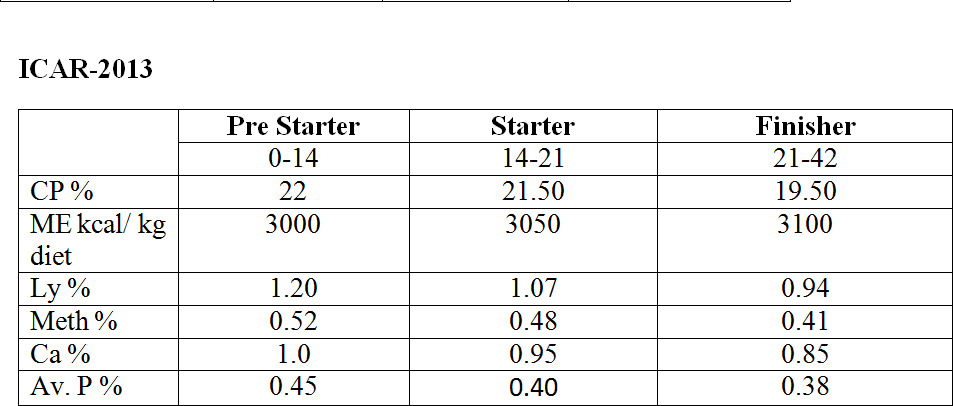 ICAR-2013
Pre Starter Starter Finisher
0-14 14-21 21-42
CP % 22 21.50 19.50
ME kcal/ kg 3000 3050 3100
diet
Ly % 1.20 1.07 0.94
Meth % 0.52 0.48 0.41
Ca % 1.0 0.95 0.85
Av. P % 0.45 0.40 0.38